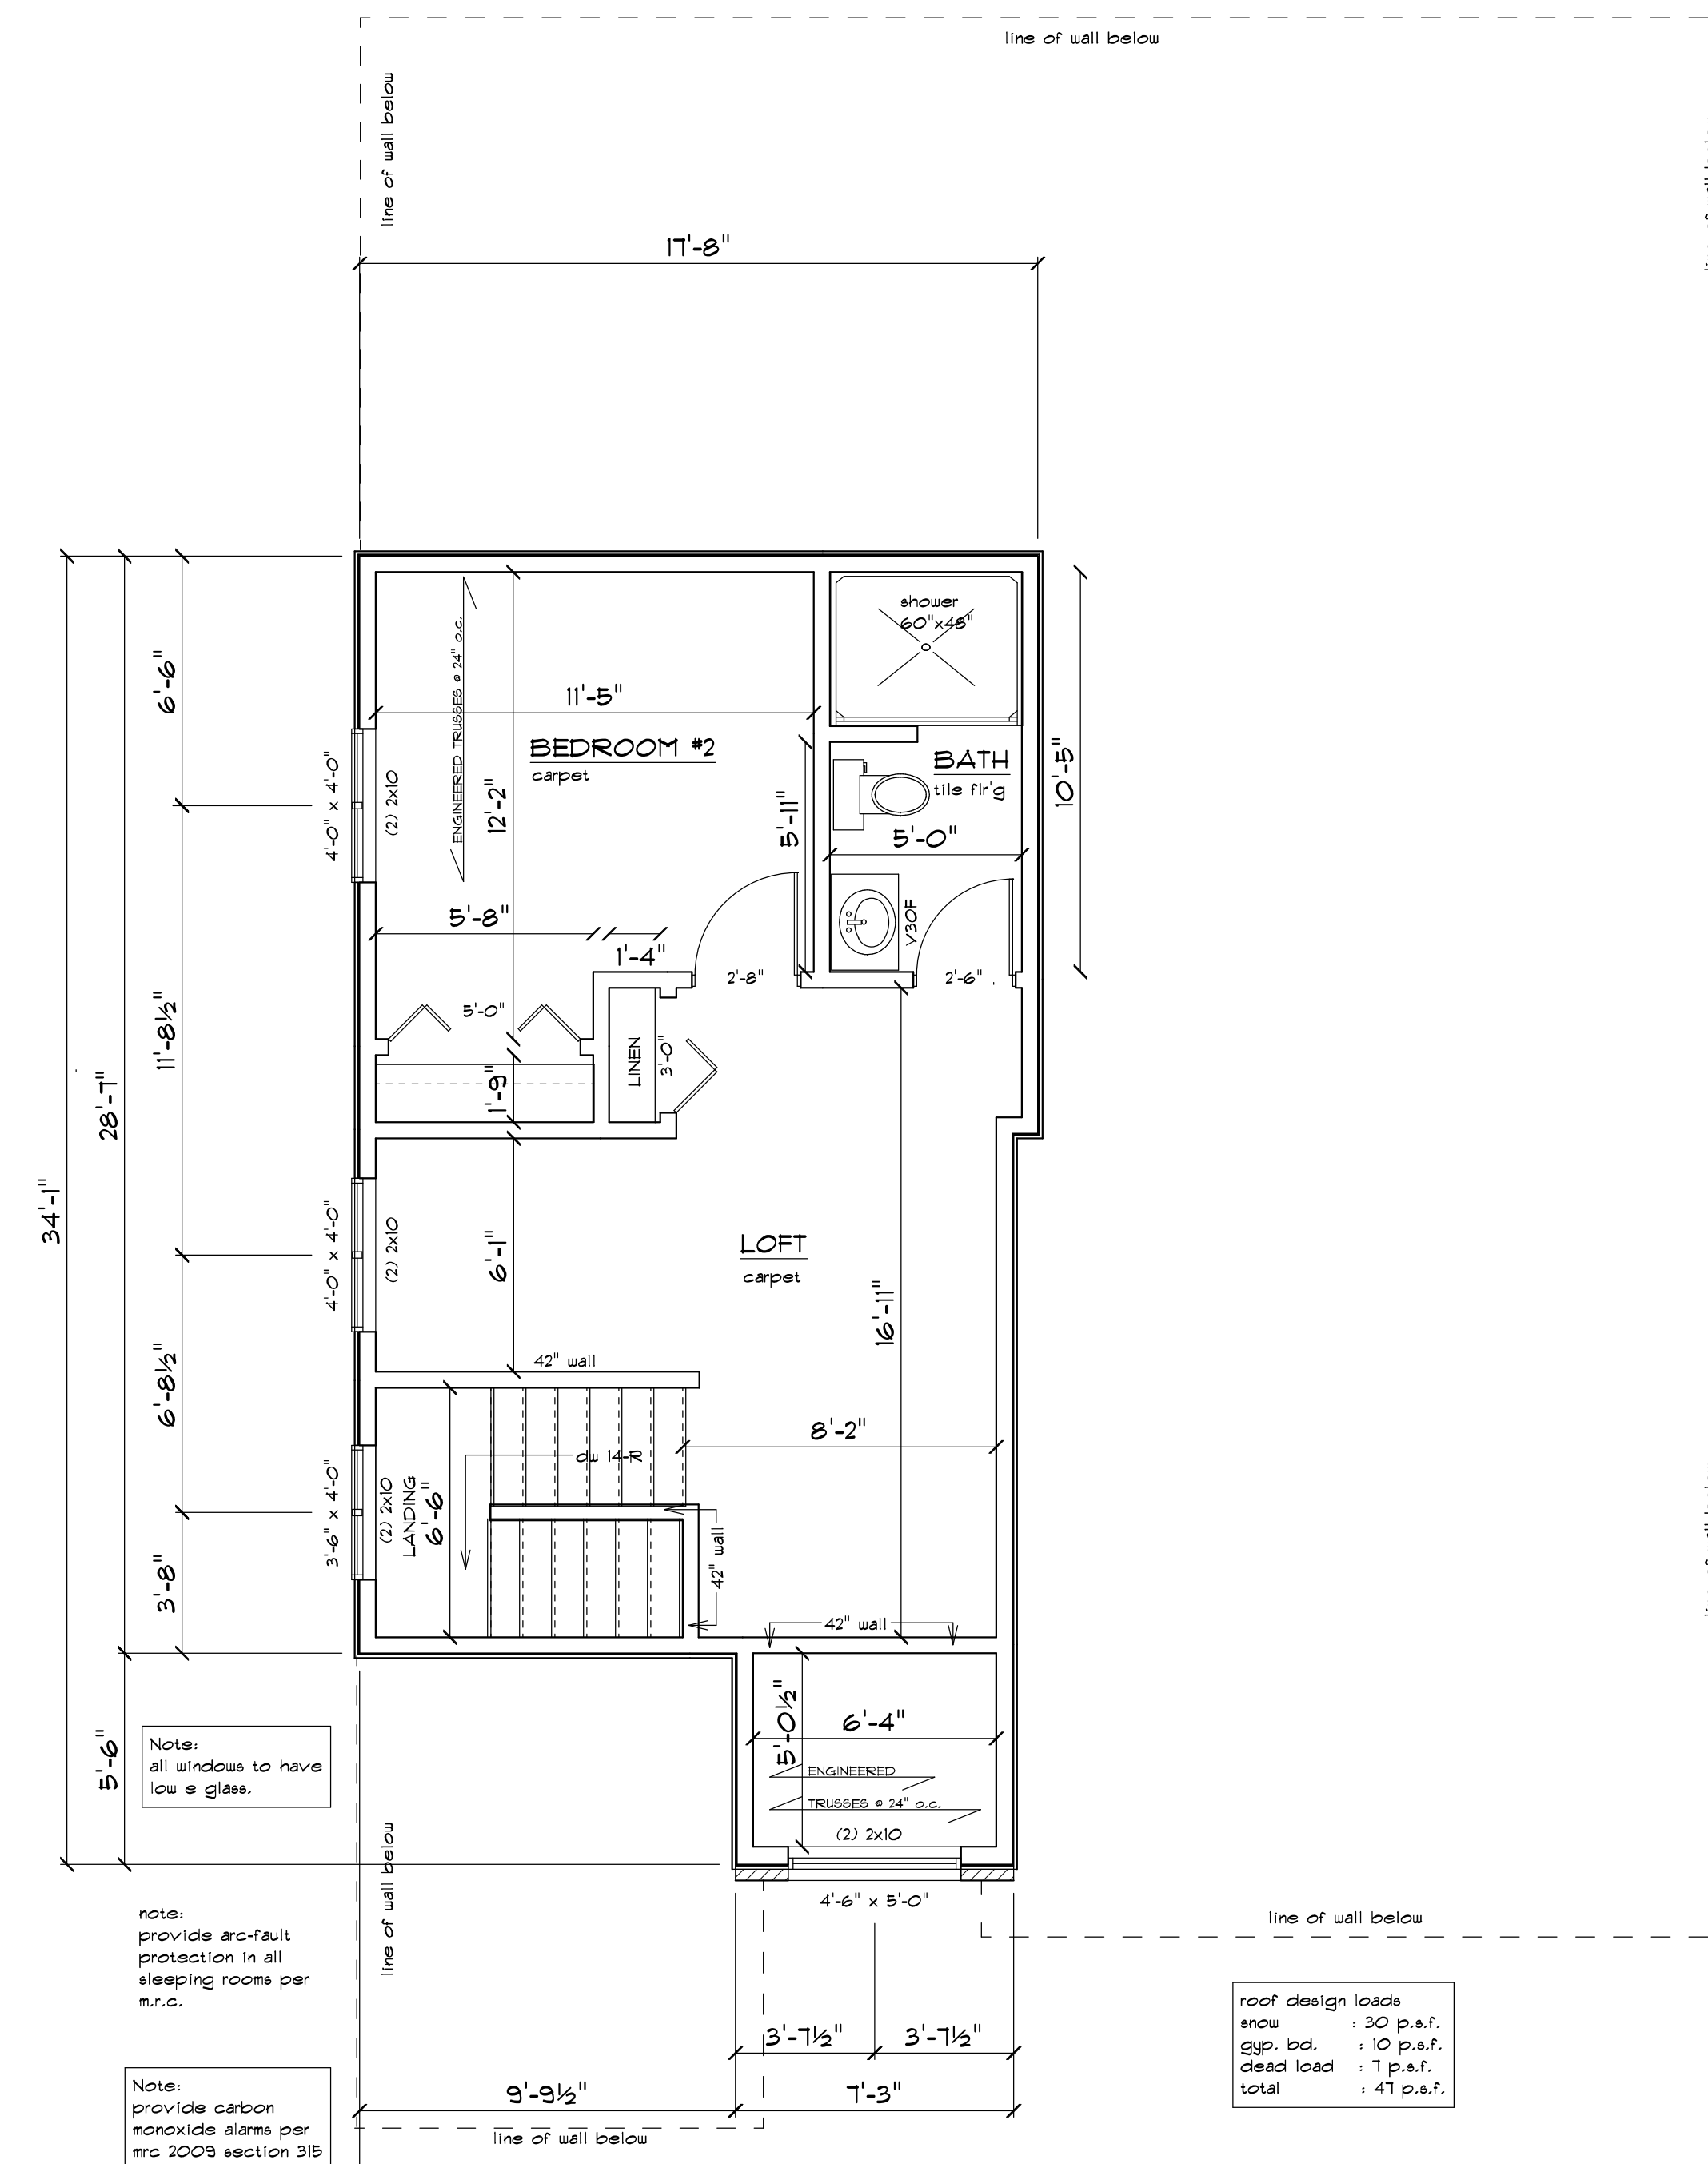 line of wall below
line of wall below
17'-8"
shower
60"x48"
ENGINEERED TRUSSES @ 24" o.c.
6'-6"
11'-5"
BEDROOM #2
carpet
BATH
tile flr'g
10'-5"
4'-0" x 4'-0"
(2) 2x10
12'-2"
5'-11"
5'-0"
5'-8"
V30F
1'-4"
2'-8"
2'-6"
5'-0"
11'-8½"
LINEN
3'-0"
1'-9"
28'-7"
34'-1"
4'-0" x 4'-0"
(2) 2x10
6'-1"
LOFT
carpet
16'-11"
42" wall
6'-8½"
8'-2"
3'-6" x 4'-0"
(2) 2x10
LANDING
6'-6"
42" wall
3'-8"
42" wall
5'-0½"
6'-4"
5'-6"
Note:
all windows to have
low e glass.
ENGINEERED
TRUSSES @ 24" o.c.
(2) 2x10
4'-6" x 5'-0"
line of wall below
line of wall below
note:
provide arc-fault
protection in all
sleeping rooms per
m.r.c.
roof design loads
snow : 30 p.s.f.
gyp. bd. : 10 p.s.f.
dead load : 7 p.s.f.
total : 47 p.s.f.
3'-7½"
3'-7½"
9'-9½"
7'-3"
line of wall below
Note:
provide carbon
monoxide alarms per
mrc 2009 section 315